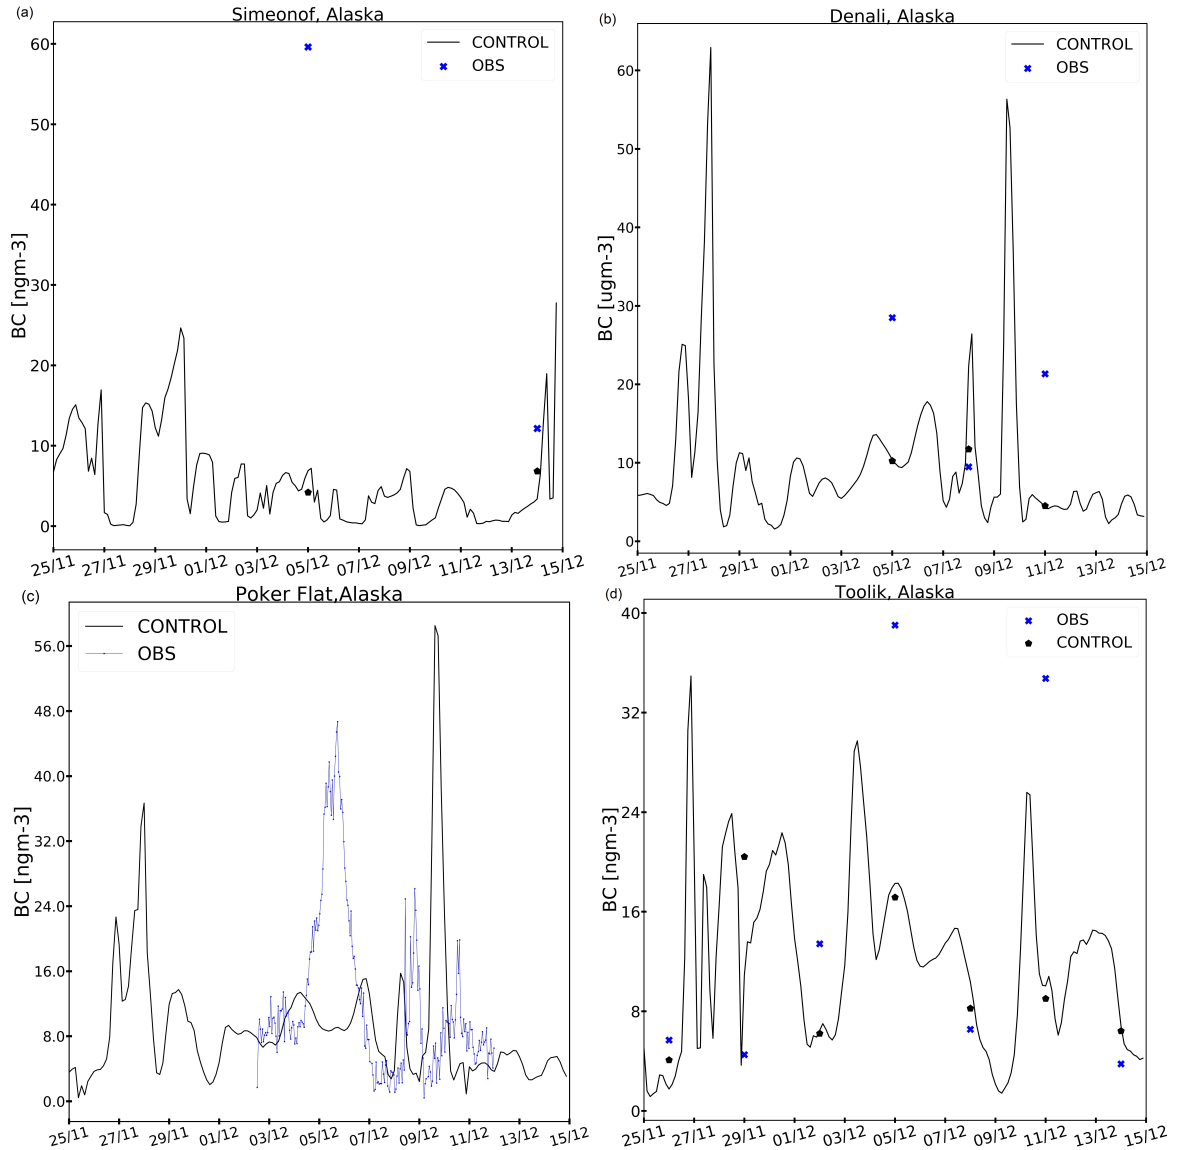 (a)
Simeonof, Alaska
CONTROL
OBS
BC [ngm-3]
60
50
40
30
20
10
0
25/11 27/11 29/11 01/12 03/12 05/12 07/12 09/12 11/12 13/12 15/12
(b)
Denali, Alaska
CONTROL
OBS
BC [ugm-3]
60
50
40
30
20
10
0
25/11 27/11 29/11 01/12 03/12 05/12 07/12 09/12 11/12 13/12 15/12
(c)
Poker Flat,Alaska
CONTROL
OBS
BC [ngm-3]
56.0
48.0
40.0
32.0
24.0
16.0
8.0
0.0
25/11 27/11 29/11 01/12 03/12 05/12 07/12 09/12 11/12 13/12 15/12
(d)
Toolik, Alaska
OBS
CONTROL
BC [ngm-3]
40
32
24
16
8
0
25/11 27/11 29/11 01/12 03/12 05/12 07/12 09/12 11/12 13/12 15/12